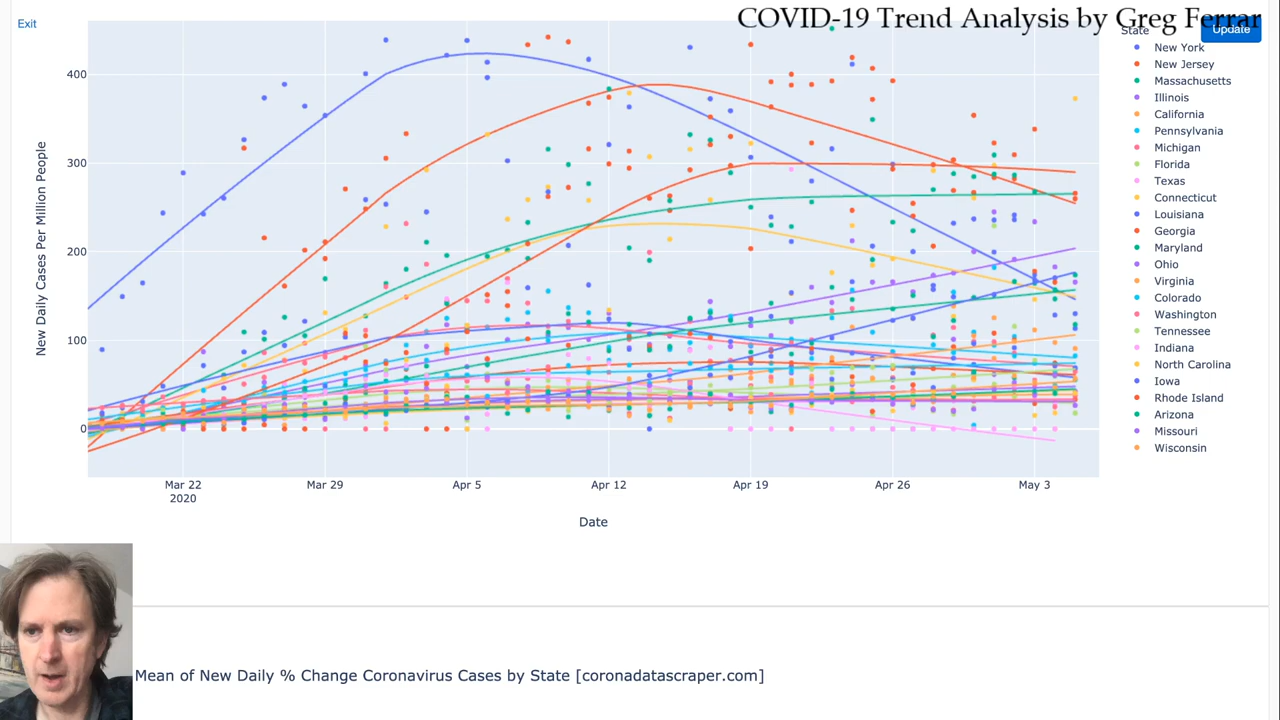 COVID-19 Trend Analysis by Greg Ferrar
Exit
Update
State
New York
New Jersey
Massachusetts
Illinois
California
Pennsylvania
Michigan
Florida
Texas
Connecticut
Louisiana
Georgia
Maryland
Ohio
Virginia
Colorado
Washington
Tennessee
Indiana
North Carolina
Iowa
Rhode Island
Arizona
Missouri
Wisconsin
New Daily Cases Per Million People
400
300
200
100
0
Mar 22
2020
Mar 29
Apr 5
Apr 12
Apr 19
Apr 26
May 3
Date
Mean of New Daily % Change Coronavirus Cases by State [coronadatascraper.com]